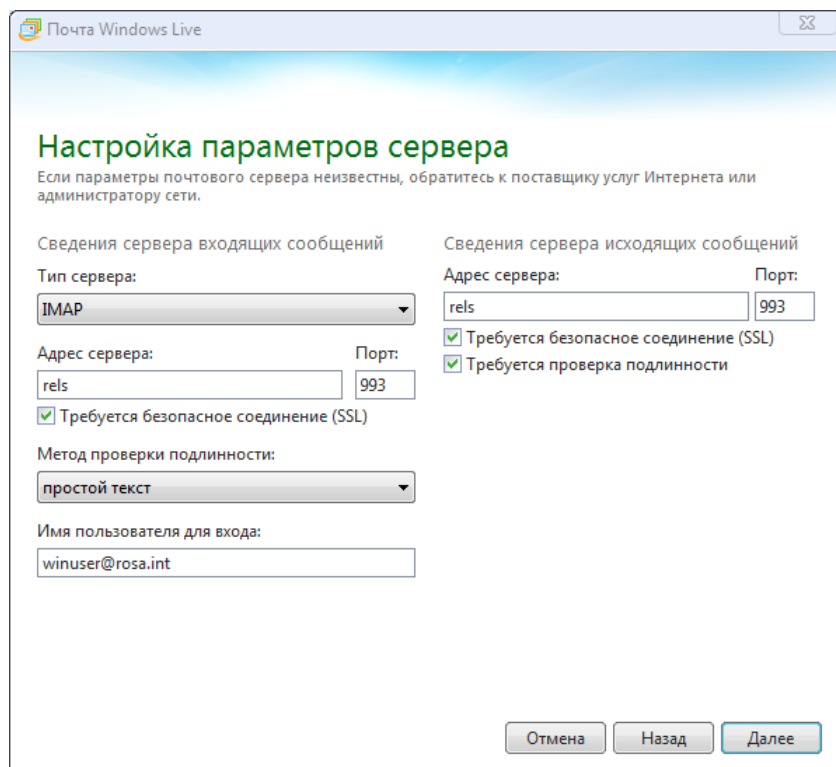 Почта Windows Live
Настройка параметров сервера
Если параметры почтового сервера неизвестны, обратитесь к поставщику услуг Интернета или
администратору сети.
Сведения сервера входящих сообщений
Тип сервера:
IMAP
Адрес сервера: Порт:
rels 993
Требуется безопасное соединение (SSL)
Метод проверки подлинности:
простой текст
Имя пользователя для входа:
winuser@rosa.int
Сведения сервера исходящих сообщений
Адрес сервера: Порт:
rels 993
Требуется безопасное соединение (SSL)
Требуется проверка подлинности
Отмена Назад Далее